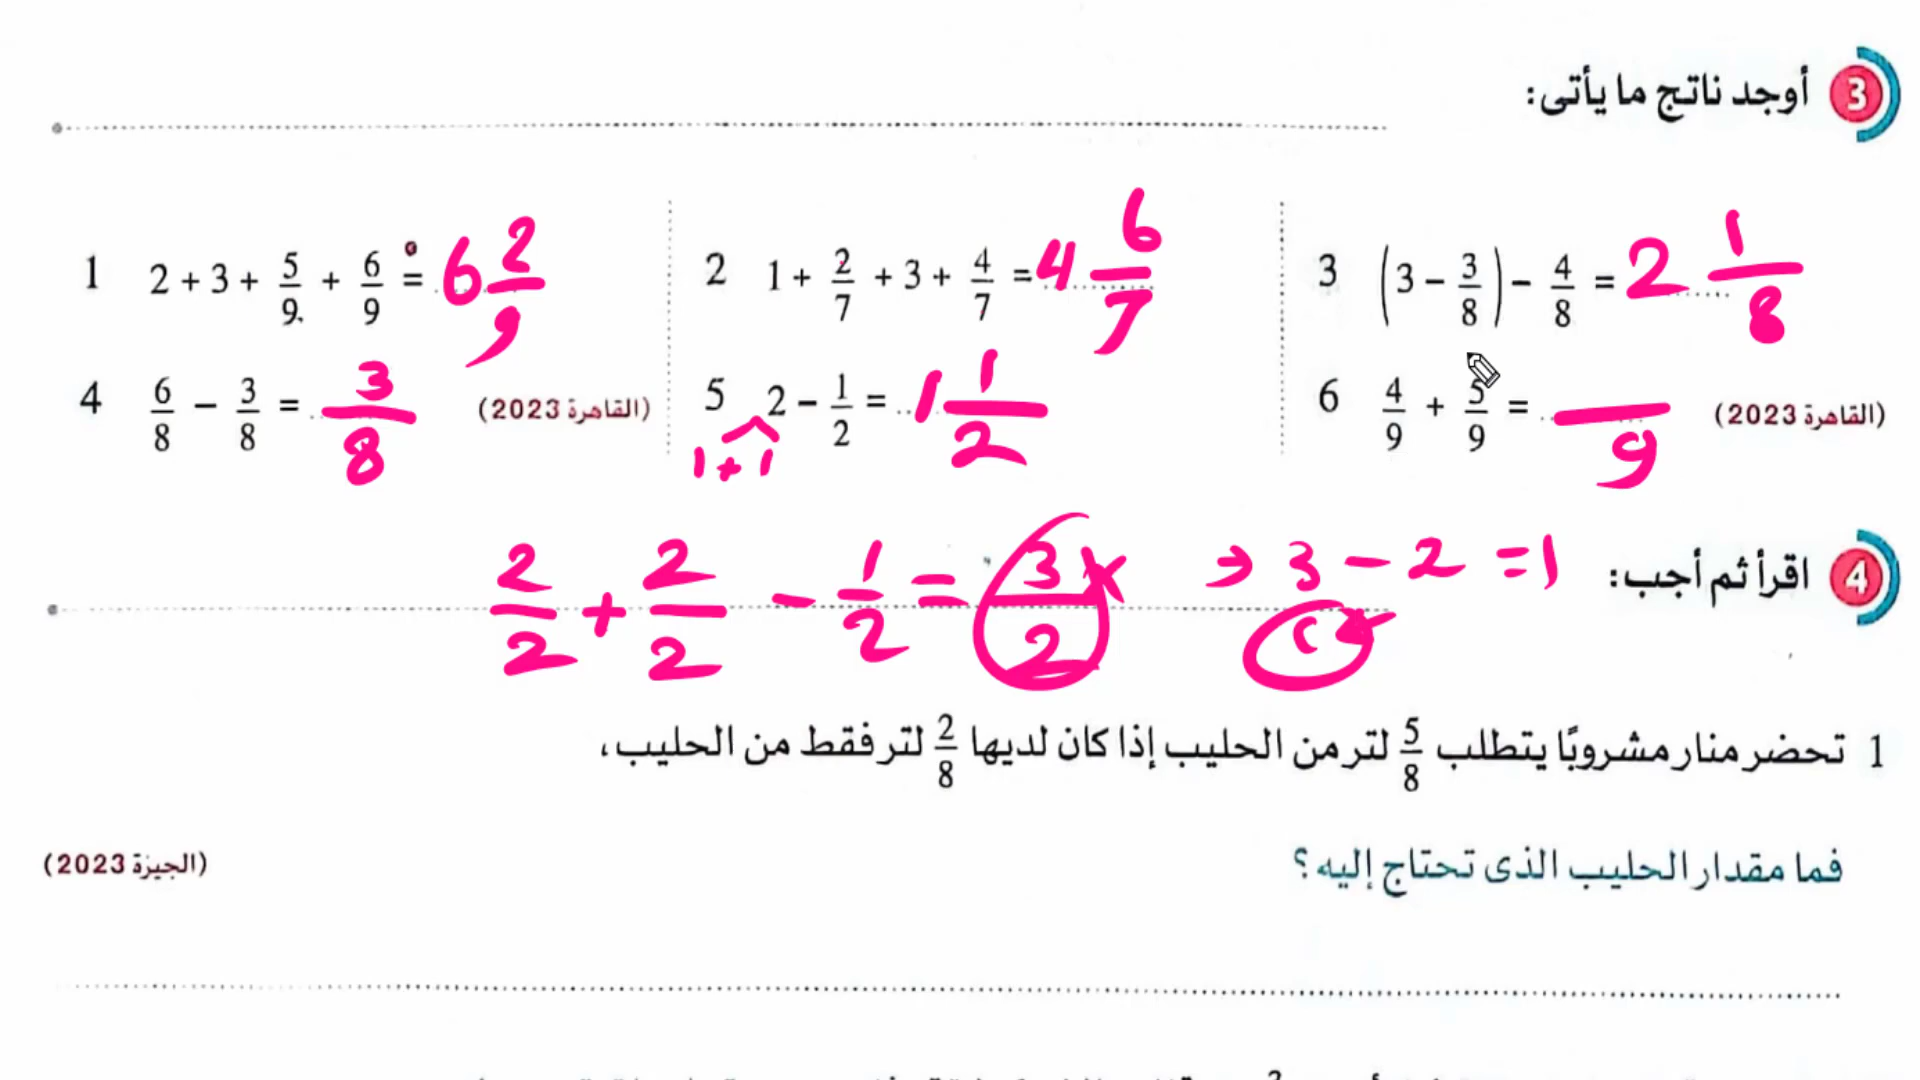 3 أوجد ناتج ما يأتى:
1 2 + 3 + 5/9 + 6/9 = 6 2/9
2 1 + 2/7 + 3 + 4/7 = 4 6/7
3 (3 − 3/8) − 4/8 = 2 1/8
4 6/8 − 3/8 = 3/8 (القاهرة 2023)
5 2 − 1/2 = 1 1/2
1 + 1
6 4/9 + 5/9 = /9 (القاهرة 2023)
4 اقرأ ثم أجب:
2/2 + 2/2 − 1/2 = 3/2 → 3 − 2 = 1
1 تحضر منار مشروبًا يتطلب 5/8 لتر من الحليب إذا كان لديها 2/8 لتر فقط من الحليب،
فما مقدار الحليب الذى تحتاج إليه؟ (الجيزة 2023)